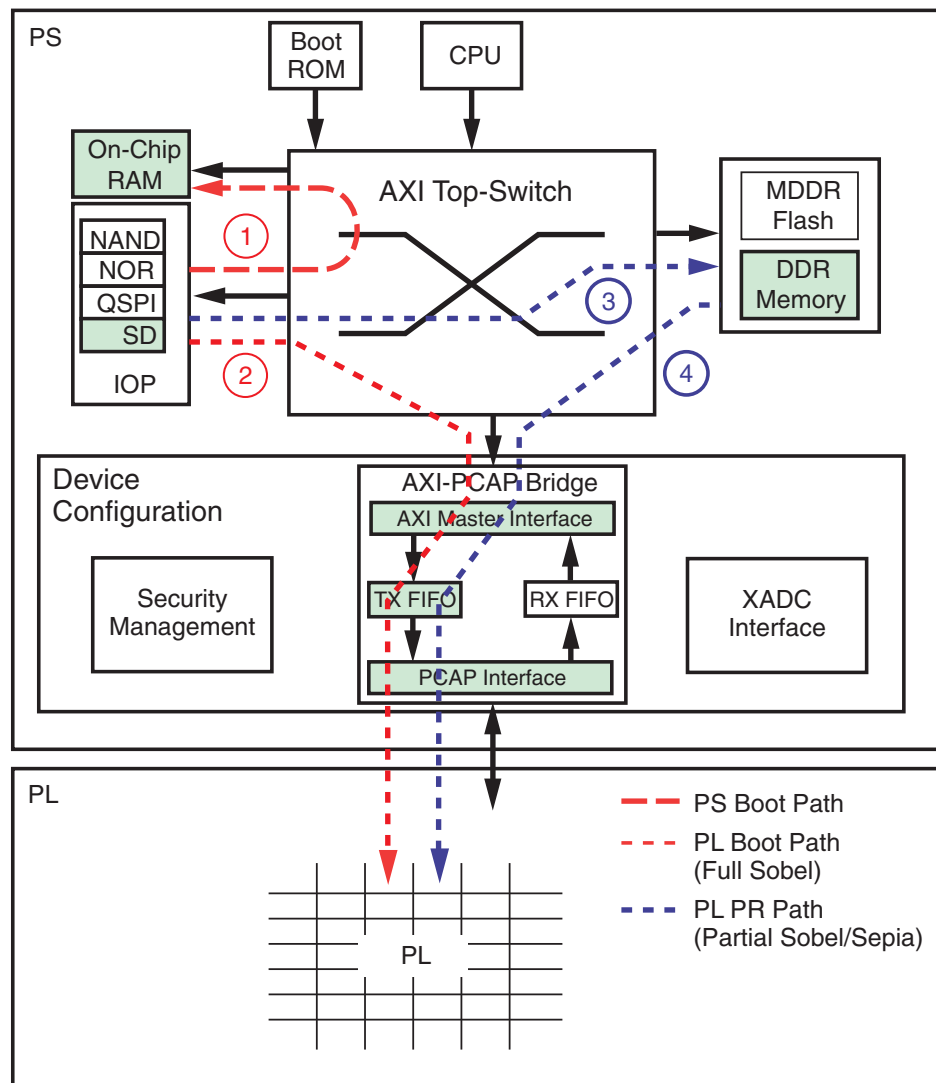 PS
Boot
ROM
CPU
On-Chip
RAM
AXI Top-Switch
MDDR
Flash
DDR
Memory
NAND
NOR
QSPI
SD
IOP
1
2
3
4
Device
Configuration
AXI-PCAP Bridge
AXI Master Interface
TX FIFO
RX FIFO
PCAP Interface
Security
Management
XADC
Interface
PL
PS Boot Path
PL Boot Path
(Full Sobel)
PL PR Path
(Partial Sobel/Sepia)
PL